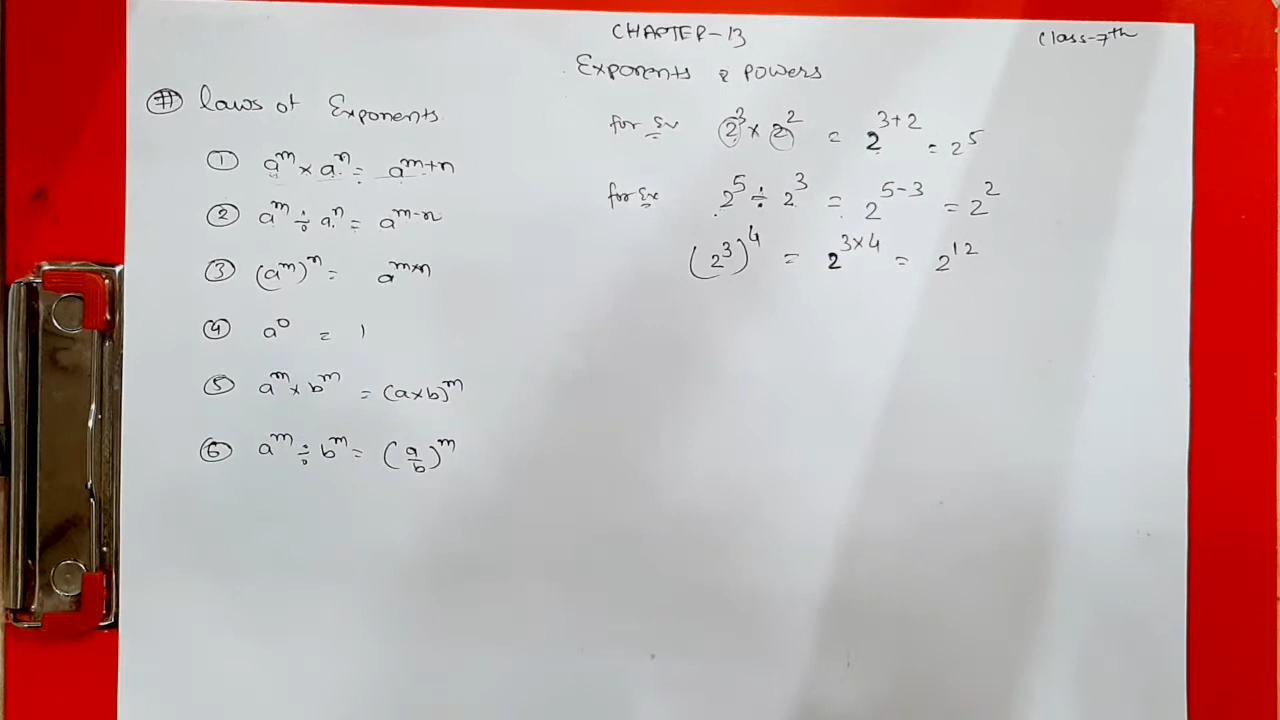 CHAPTER-13
Class-7th
Exponents & Powers
# laws of Exponents
① a^m × a^n = a^{m+n}
② a^m ÷ a^n = a^{m-n}
③ (a^m)^n = a^{m×n}
④ a^0 = 1
⑤ a^m × b^m = (a×b)^m
⑥ a^m ÷ b^m = (a/b)^m
for Ex 2^3 × 2^2 = 2^{3+2} = 2^5
for Ex 2^5 ÷ 2^3 = 2^{5-3} = 2^2
(2^3)^4 = 2^{3×4} = 2^{12}